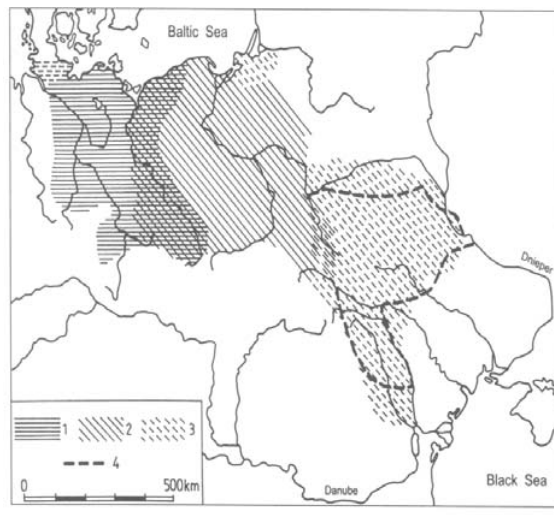 Baltic Sea
Dnieper
1 2 3
4
0 500km
Danube
Black Sea